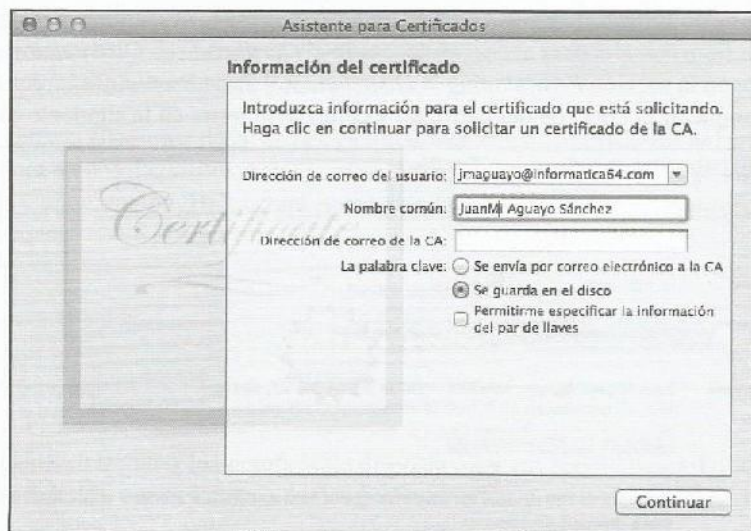 Asistente para Certificados
Información del certificado
Introduzca información para el certificado que está solicitando.
Haga clic en continuar para solicitar un certificado de la CA.
Dirección de correo del usuario: jmaguayo@informatica64.com
Nombre común: JuanMi Aguayo Sánchez
Dirección de correo de la CA:
La palabra clave: Se envía por correo electrónico a la CA
Se guarda en el disco
Permitirme especificar la información
del par de llaves
Certificate
Continuar